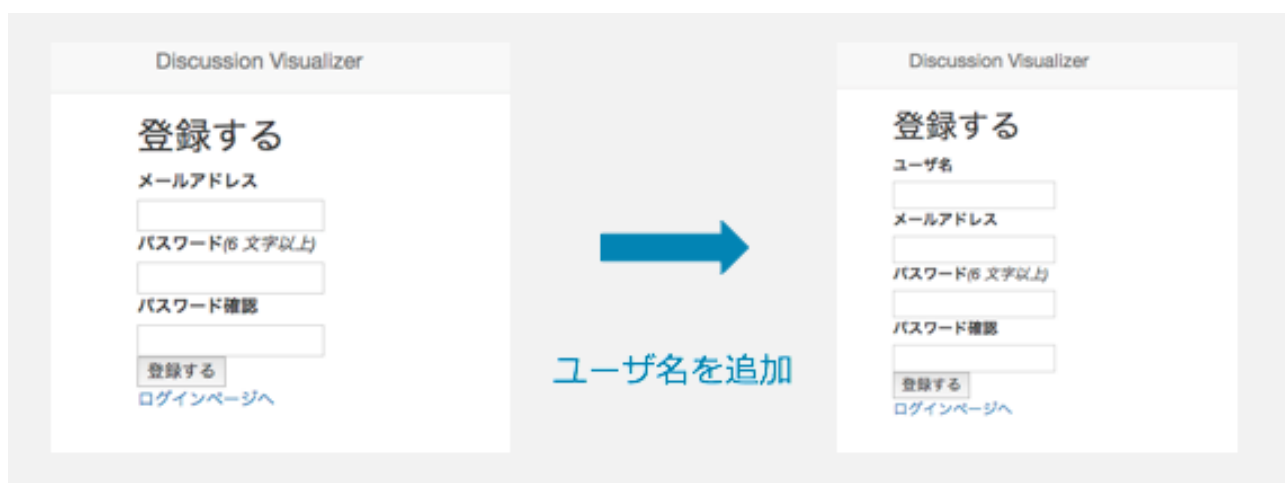 Discussion Visualizer
登録する
メールアドレス
パスワード(6 文字以上)
パスワード確認
登録する
ログインページへ
ユーザ名を追加
Discussion Visualizer
登録する
ユーザ名
メールアドレス
パスワード(6 文字以上)
パスワード確認
登録する
ログインページへ